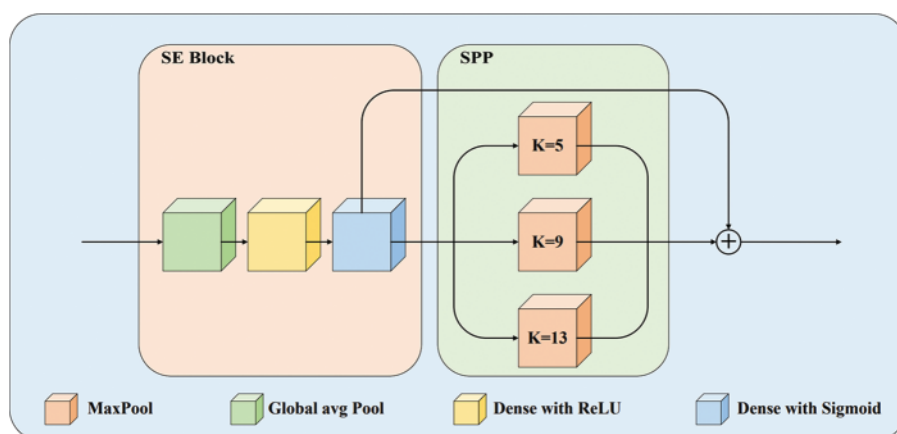 SE Block
SPP
K=5
K=9
K=13
MaxPool
Global avg Pool
Dense with ReLU
Dense with Sigmoid